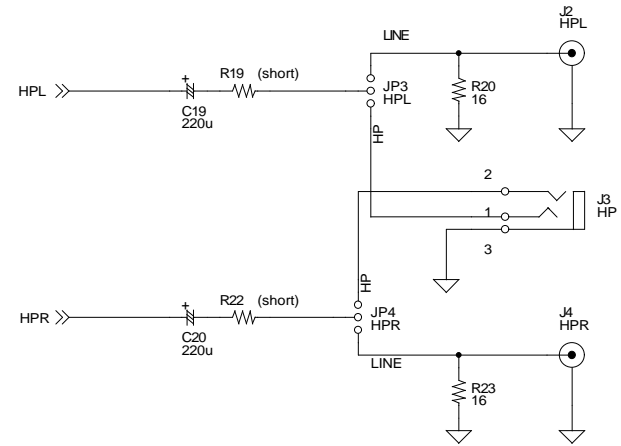 J2
HPL
LINE
R19 (short)
JP3
HPL
R20
16
HPL
+
C19
220u
HP
2
1
3
J3
HP
HP
R22 (short)
JP4
HPR
J4
HPR
HPR
+
C20
220u
LINE
R23
16